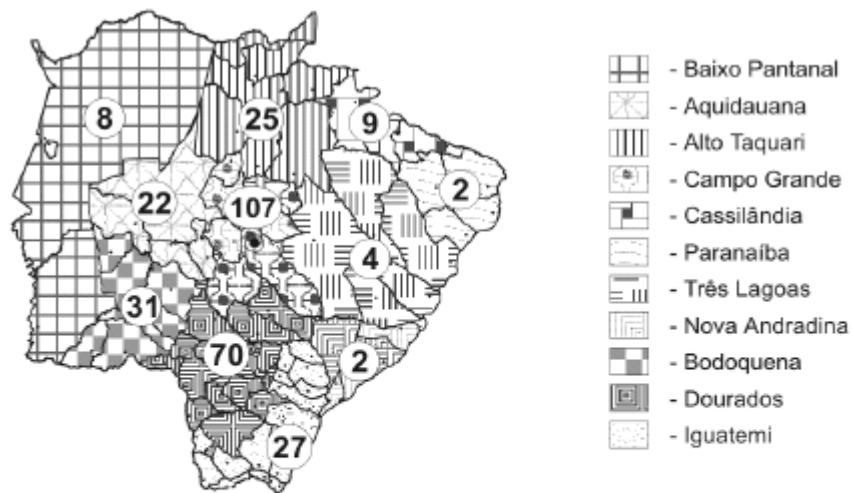 25
8
9
2
22
107
4
31
70
2
27
- Baixo Pantanal
- Aquidauana
- Alto Taquari
- Campo Grande
- Cassilândia
- Paranaíba
- Três Lagoas
- Nova Andradina
- Bodoquena
- Dourados
- Iguatemi